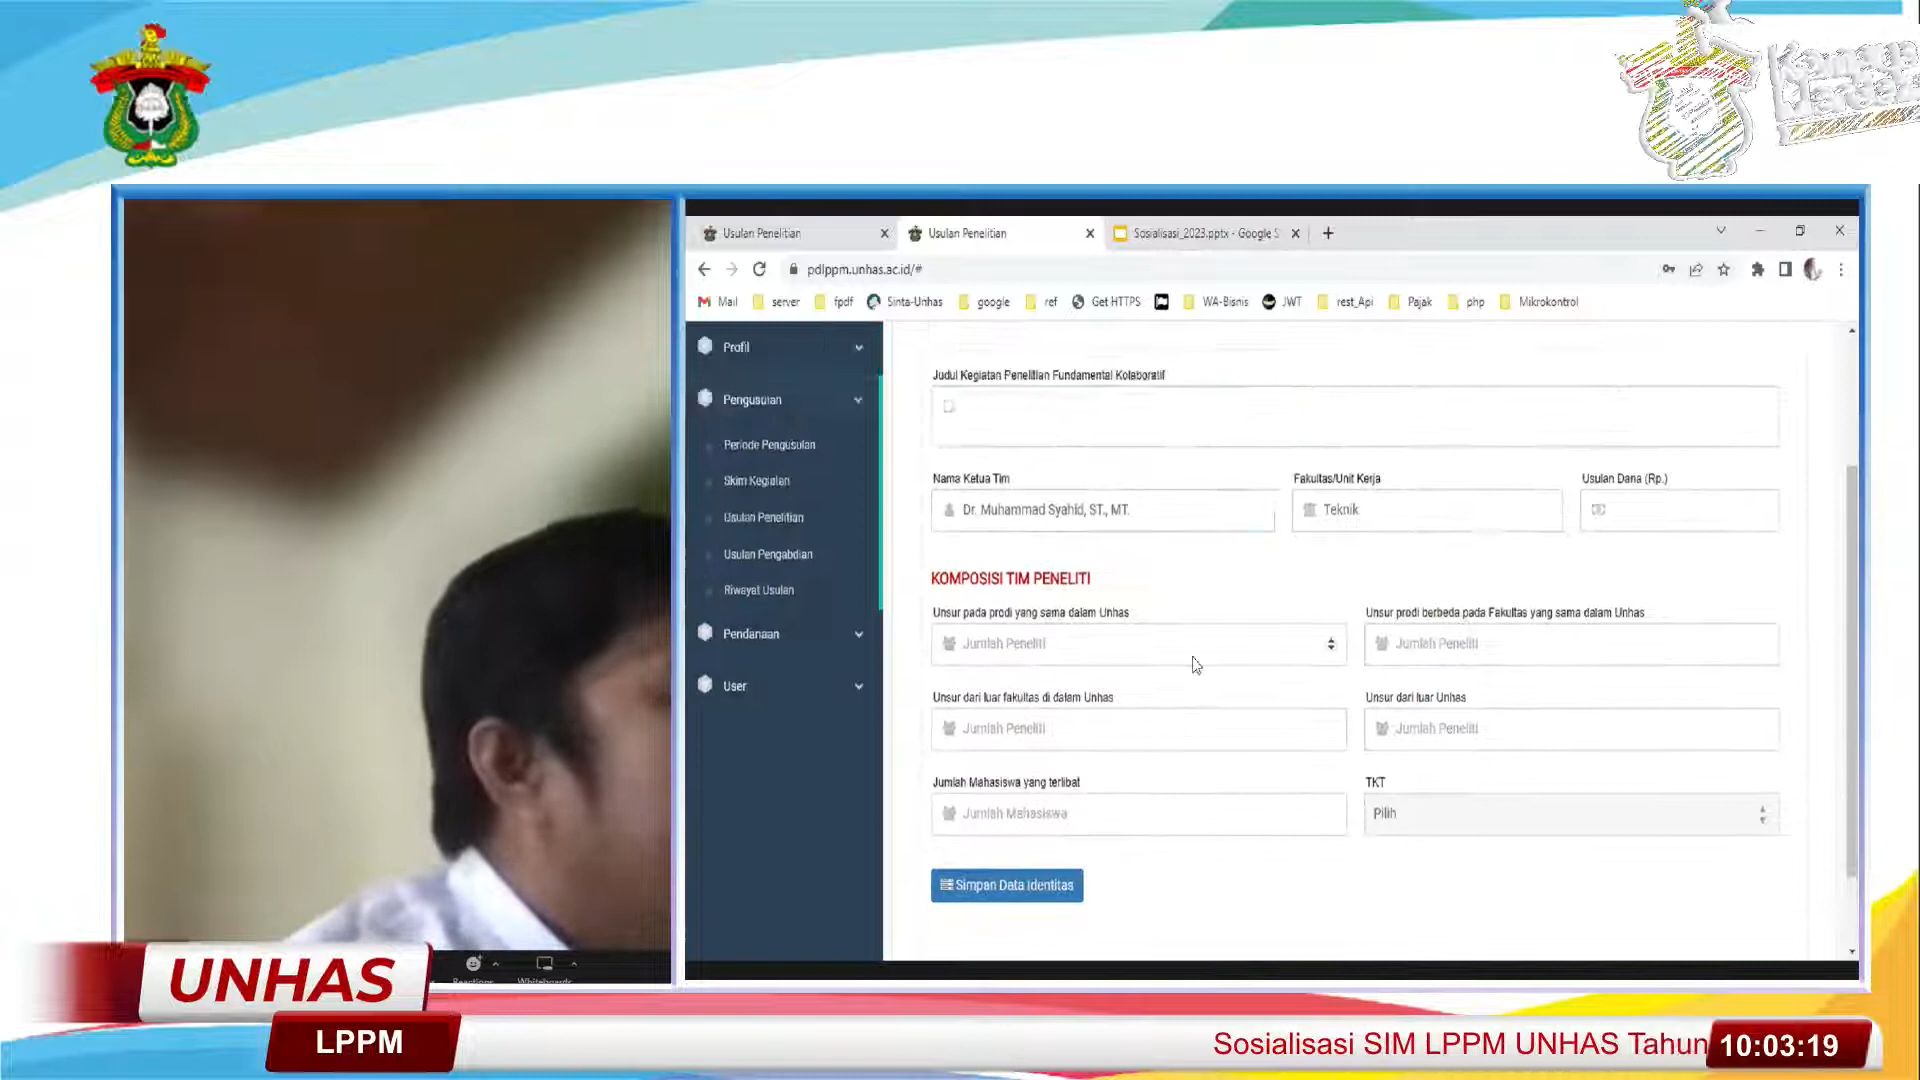 Usulan Penelitian
Usulan Penelitian
Sosialisasi_2023.pptx - Google S
pdlppm.unhas.ac.id/#
Mail server fpdf Sinta-Unhas google ref Get HTTPS WA-Bisnis JWT rest_Api Pajak php Mikrokontrol
Profil
Pengusulan
Periode Pengusulan
Skim Kegiatan
Usulan Penelitian
Usulan Pengabdian
Riwayat Usulan
Pendanaan
User
Judul Kegiatan Penelitian Fundamental Kolaboratif
Nama Ketua Tim Fakultas/Unit Kerja Usulan Dana (Rp.)
Dr. Muhammad Syahid, ST., MT. Teknik
KOMPOSISI TIM PENELITI
Unsur pada prodi yang sama dalam Unhas Unsur prodi berbeda pada Fakultas yang sama dalam Unhas
Jumlah Peneliti Jumlah Peneliti
Unsur dari luar fakultas di dalam Unhas Unsur dari luar Unhas
Jumlah Peneliti Jumlah Peneliti
Jumlah Mahasiswa yang terlibat TKT
Jumlah Mahasiswa Pilih
Simpan Data Identitas
UNHAS
LPPM
Sosialisasi SIM LPPM UNHAS Tahun
10:03:19